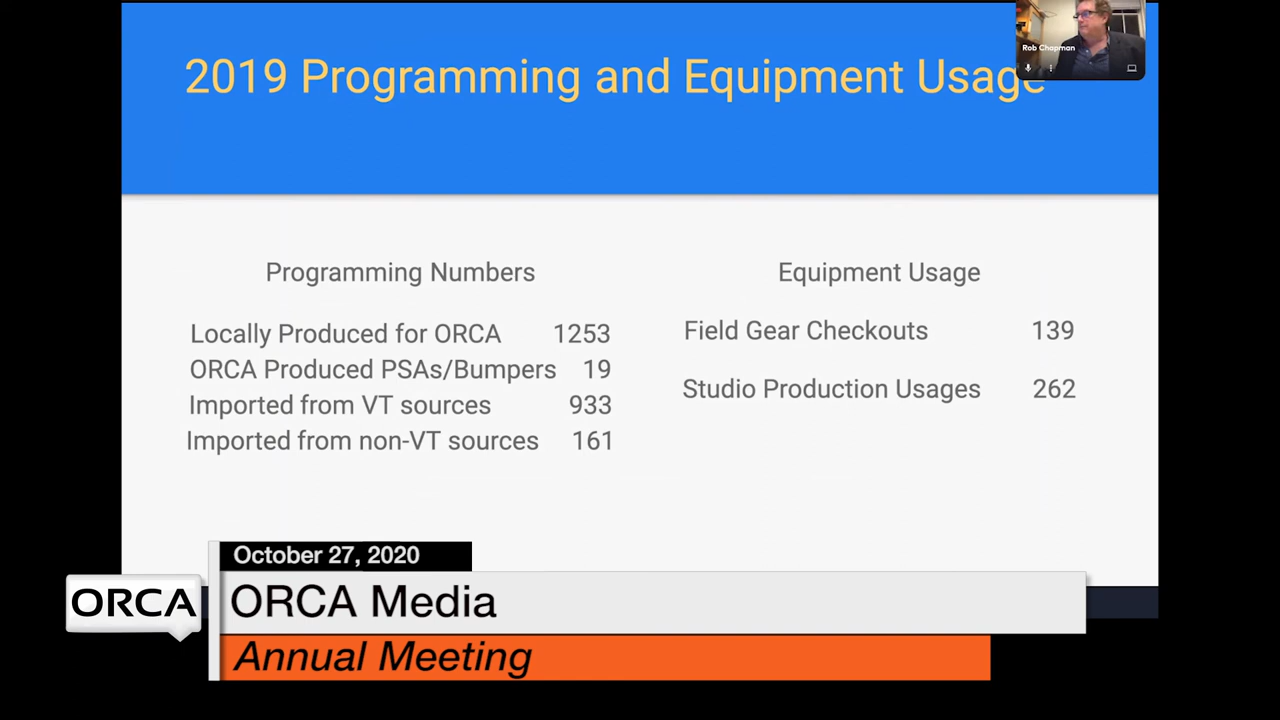 2019 Programming and Equipment Usage
Rob Chapman
Programming Numbers
Locally Produced for ORCA 1253
ORCA Produced PSAs/Bumpers 19
Imported from VT sources 933
Imported from non-VT sources 161
Equipment Usage
Field Gear Checkouts 139
Studio Production Usages 262
October 27, 2020
ORCA
ORCA Media
Annual Meeting